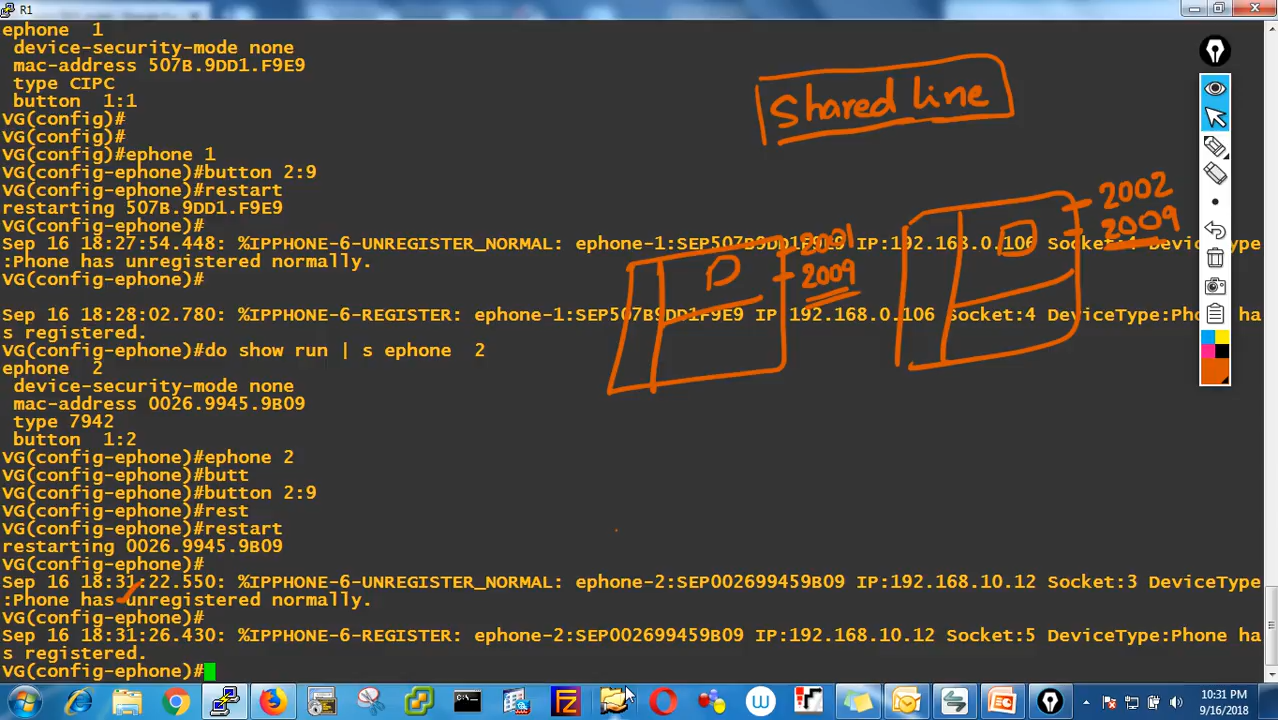 R1
ephone  1
 device-security-mode none
 mac-address 507B.9DD1.F9E9
 type CIPC
 button  1:1
VG(config)#
VG(config)#
VG(config)#ephone 1
VG(config-ephone)#button 2:9
VG(config-ephone)#restart
restarting 507B.9DD1.F9E9
VG(config-ephone)#
Sep 16 18:27:54.448: %IPPHONE-6-UNREGISTER_NORMAL: ephone-1:SEP507B9DD1F9E9 IP:192.168.0.106 Socket:4 DeviceType
:Phone has unregistered normally.
VG(config-ephone)#
Sep 16 18:28:02.780: %IPPHONE-6-REGISTER: ephone-1:SEP507B9DD1F9E9 IP:192.168.0.106 Socket:4 DeviceType:Phone ha
s registered.
VG(config-ephone)#do show run | s ephone  2
ephone  2
 device-security-mode none
 mac-address 0026.9945.9B09
 type 7942
 button  1:2
VG(config-ephone)#ephone 2
VG(config-ephone)#butt
VG(config-ephone)#button 2:9
VG(config-ephone)#rest
VG(config-ephone)#restart
restarting 0026.9945.9B09
VG(config-ephone)#
Sep 16 18:31:22.550: %IPPHONE-6-UNREGISTER_NORMAL: ephone-2:SEP002699459B09 IP:192.168.10.12 Socket:3 DeviceType
:Phone has unregistered normally.
VG(config-ephone)#
Sep 16 18:31:26.430: %IPPHONE-6-REGISTER: ephone-2:SEP002699459B09 IP:192.168.10.12 Socket:5 DeviceType:Phone ha
s registered.
VG(config-ephone)#
Shared line
2001
2009
2002
2009
10:31 PM
9/16/2018